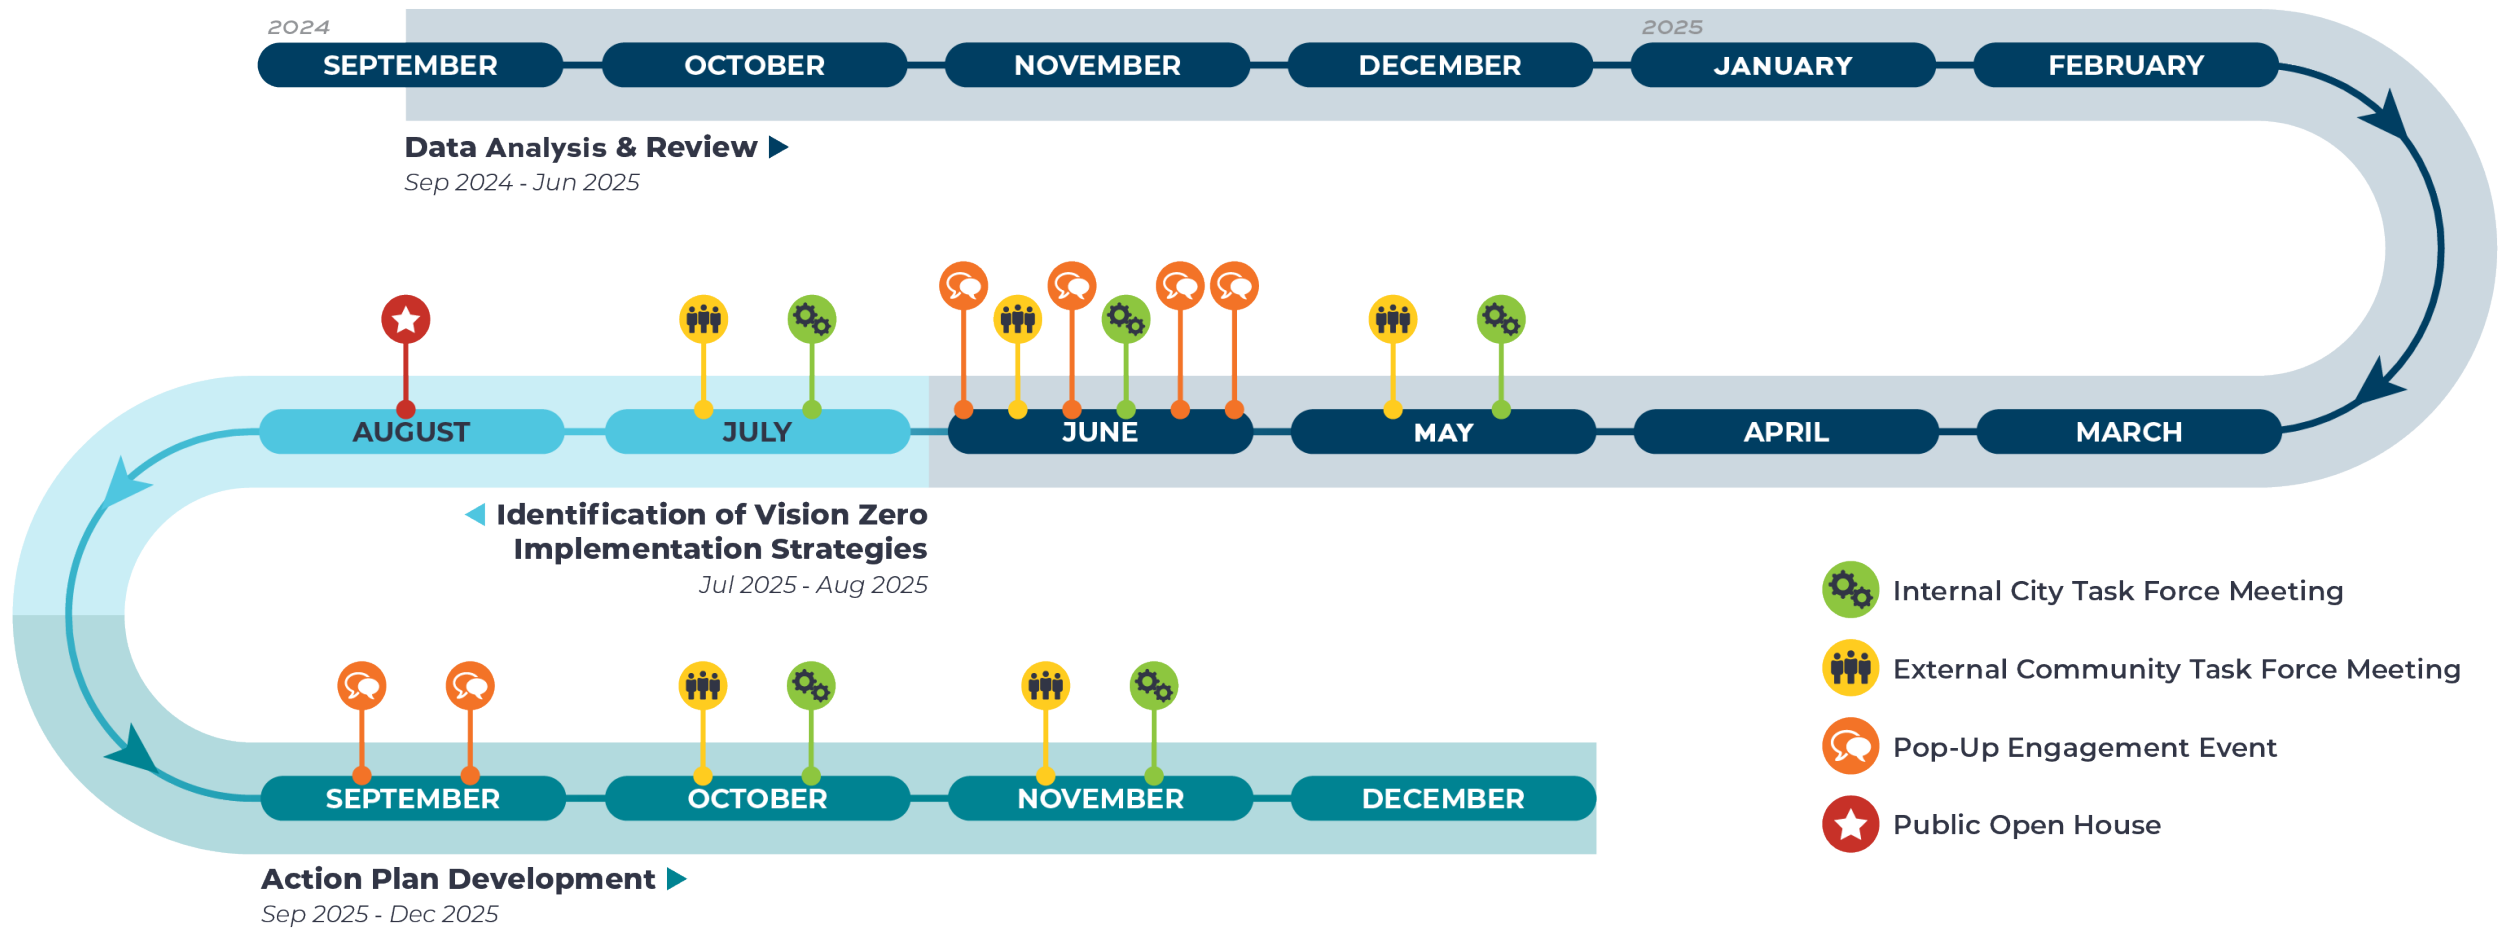 2024
2025
SEPTEMBER
OCTOBER
NOVEMBER
DECEMBER
JANUARY
FEBRUARY
Data Analysis & Review
Sep 2024 - Jun 2025
AUGUST
JULY
JUNE
MAY
APRIL
MARCH
Identification of Vision Zero
Implementation Strategies
Jul 2025 - Aug 2025
Internal City Task Force Meeting
External Community Task Force Meeting
Pop-Up Engagement Event
Public Open House
SEPTEMBER
OCTOBER
NOVEMBER
DECEMBER
Action Plan Development
Sep 2025 - Dec 2025